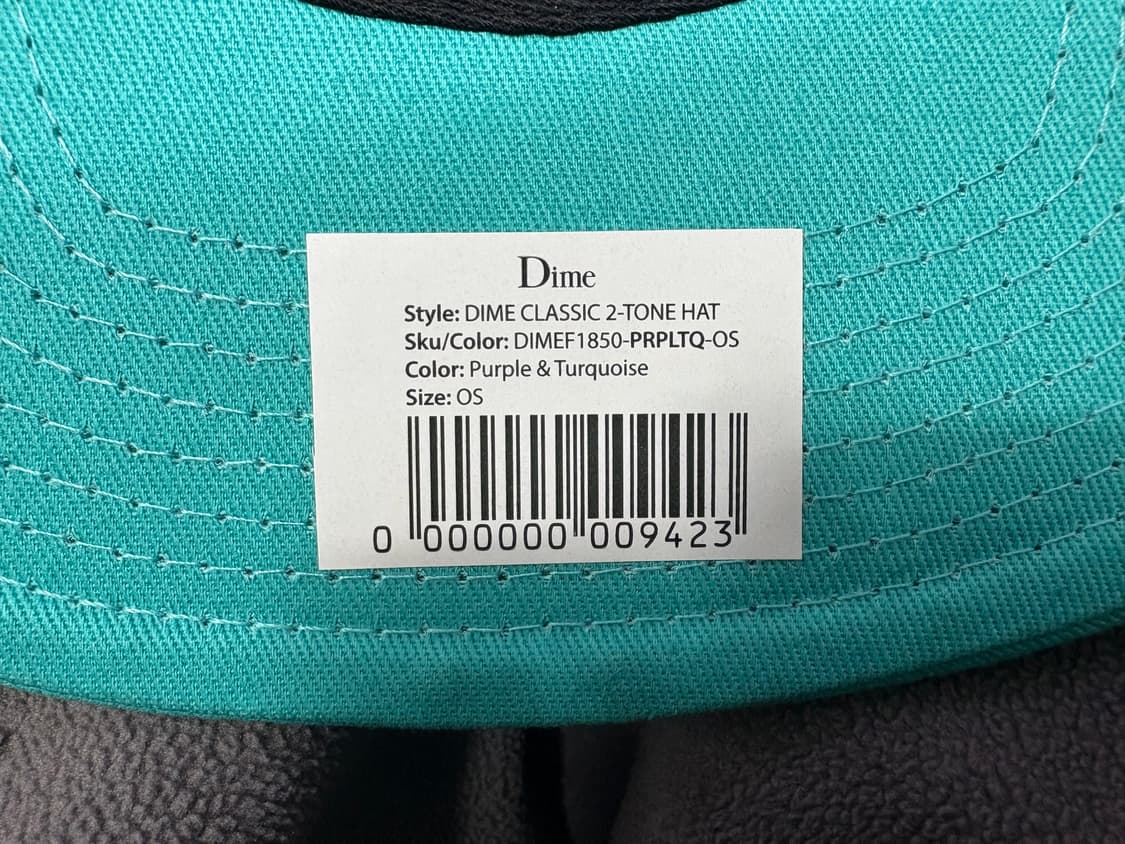 Dime
Style: DIME CLASSIC 2-TONE HAT
Sku/Color: DIMEF1850-PRPLTQ-OS
Color: Purple & Turquoise
Size: OS
0 000000 009423